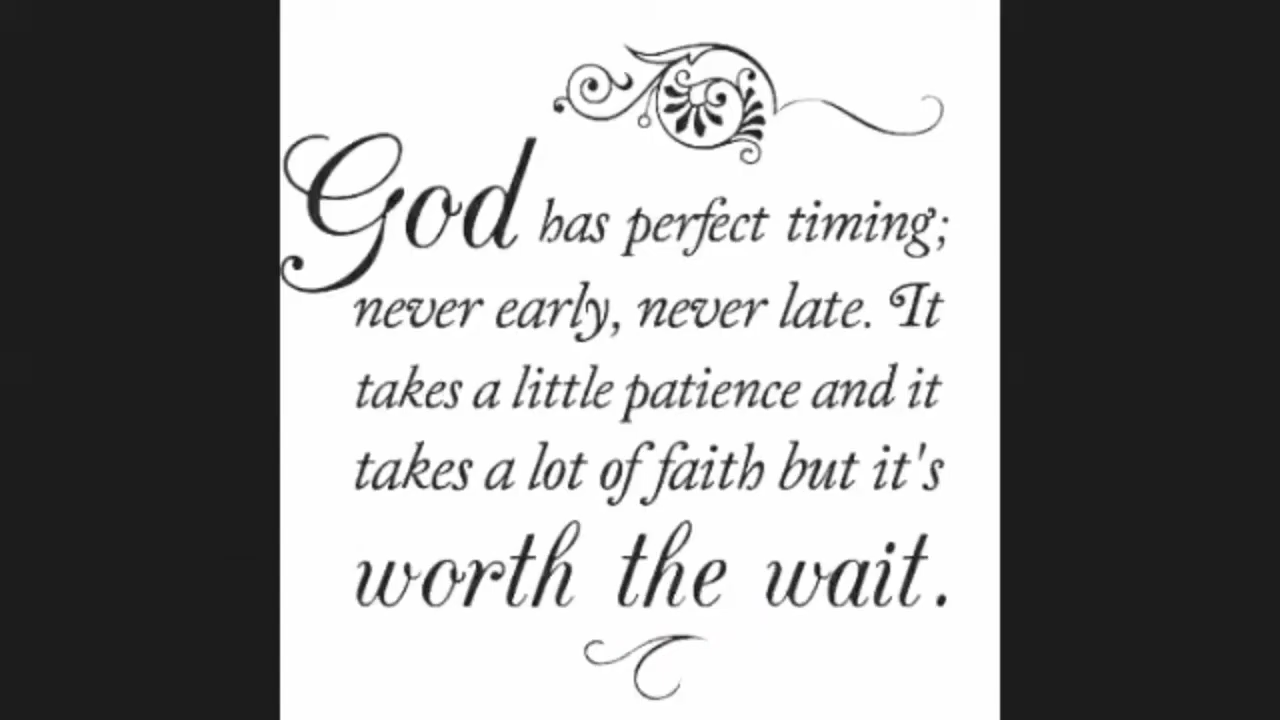 God has perfect timing;
never early, never late. It
takes a little patience and it
takes a lot of faith but it's
worth the wait.